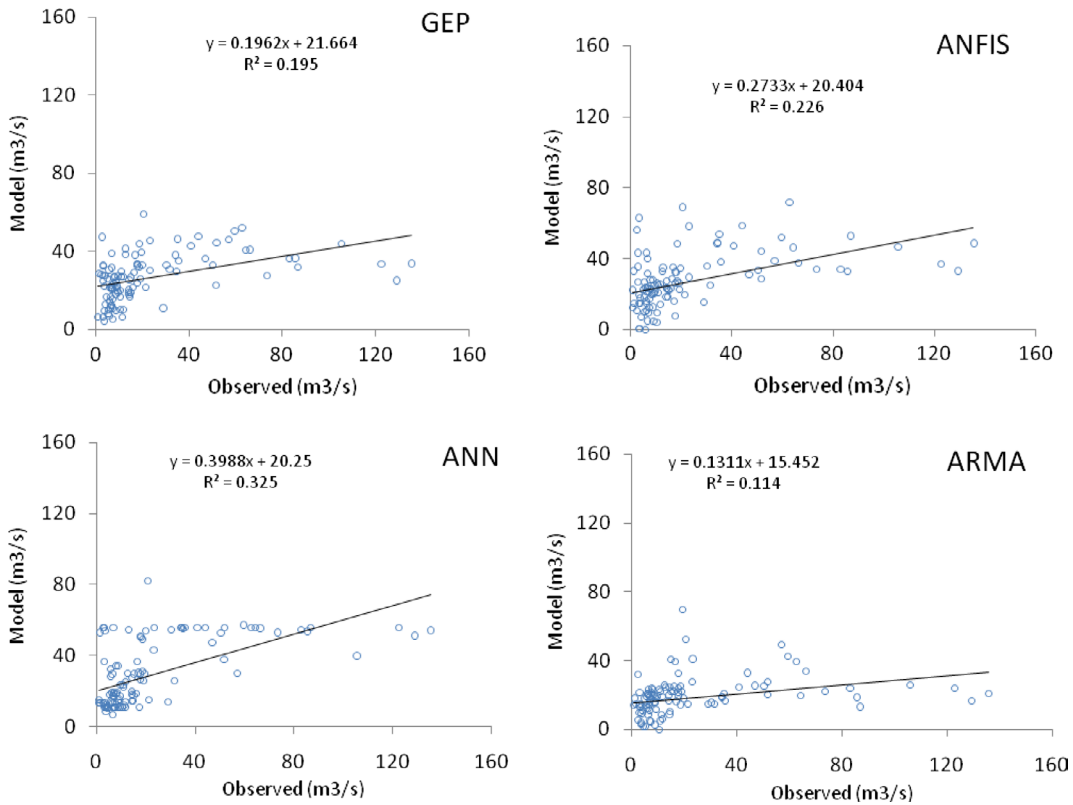 GEP
y = 0.1962x + 21.664
R² = 0.195
160
120
80
40
0
Model (m3/s)
0 40 80 120 160
Observed (m3/s)
ANFIS
y = 0.2733x + 20.404
R² = 0.226
160
120
80
40
0
Model (m3/s)
0 40 80 120 160
Observed (m3/s)
ANN
y = 0.3988x + 20.25
R² = 0.325
160
120
80
40
0
Model (m3/s)
0 40 80 120 160
Observed (m3/s)
ARMA
y = 0.1311x + 15.452
R² = 0.114
160
120
80
40
0
Model (m3/s)
0 40 80 120 160
Observed (m3/s)